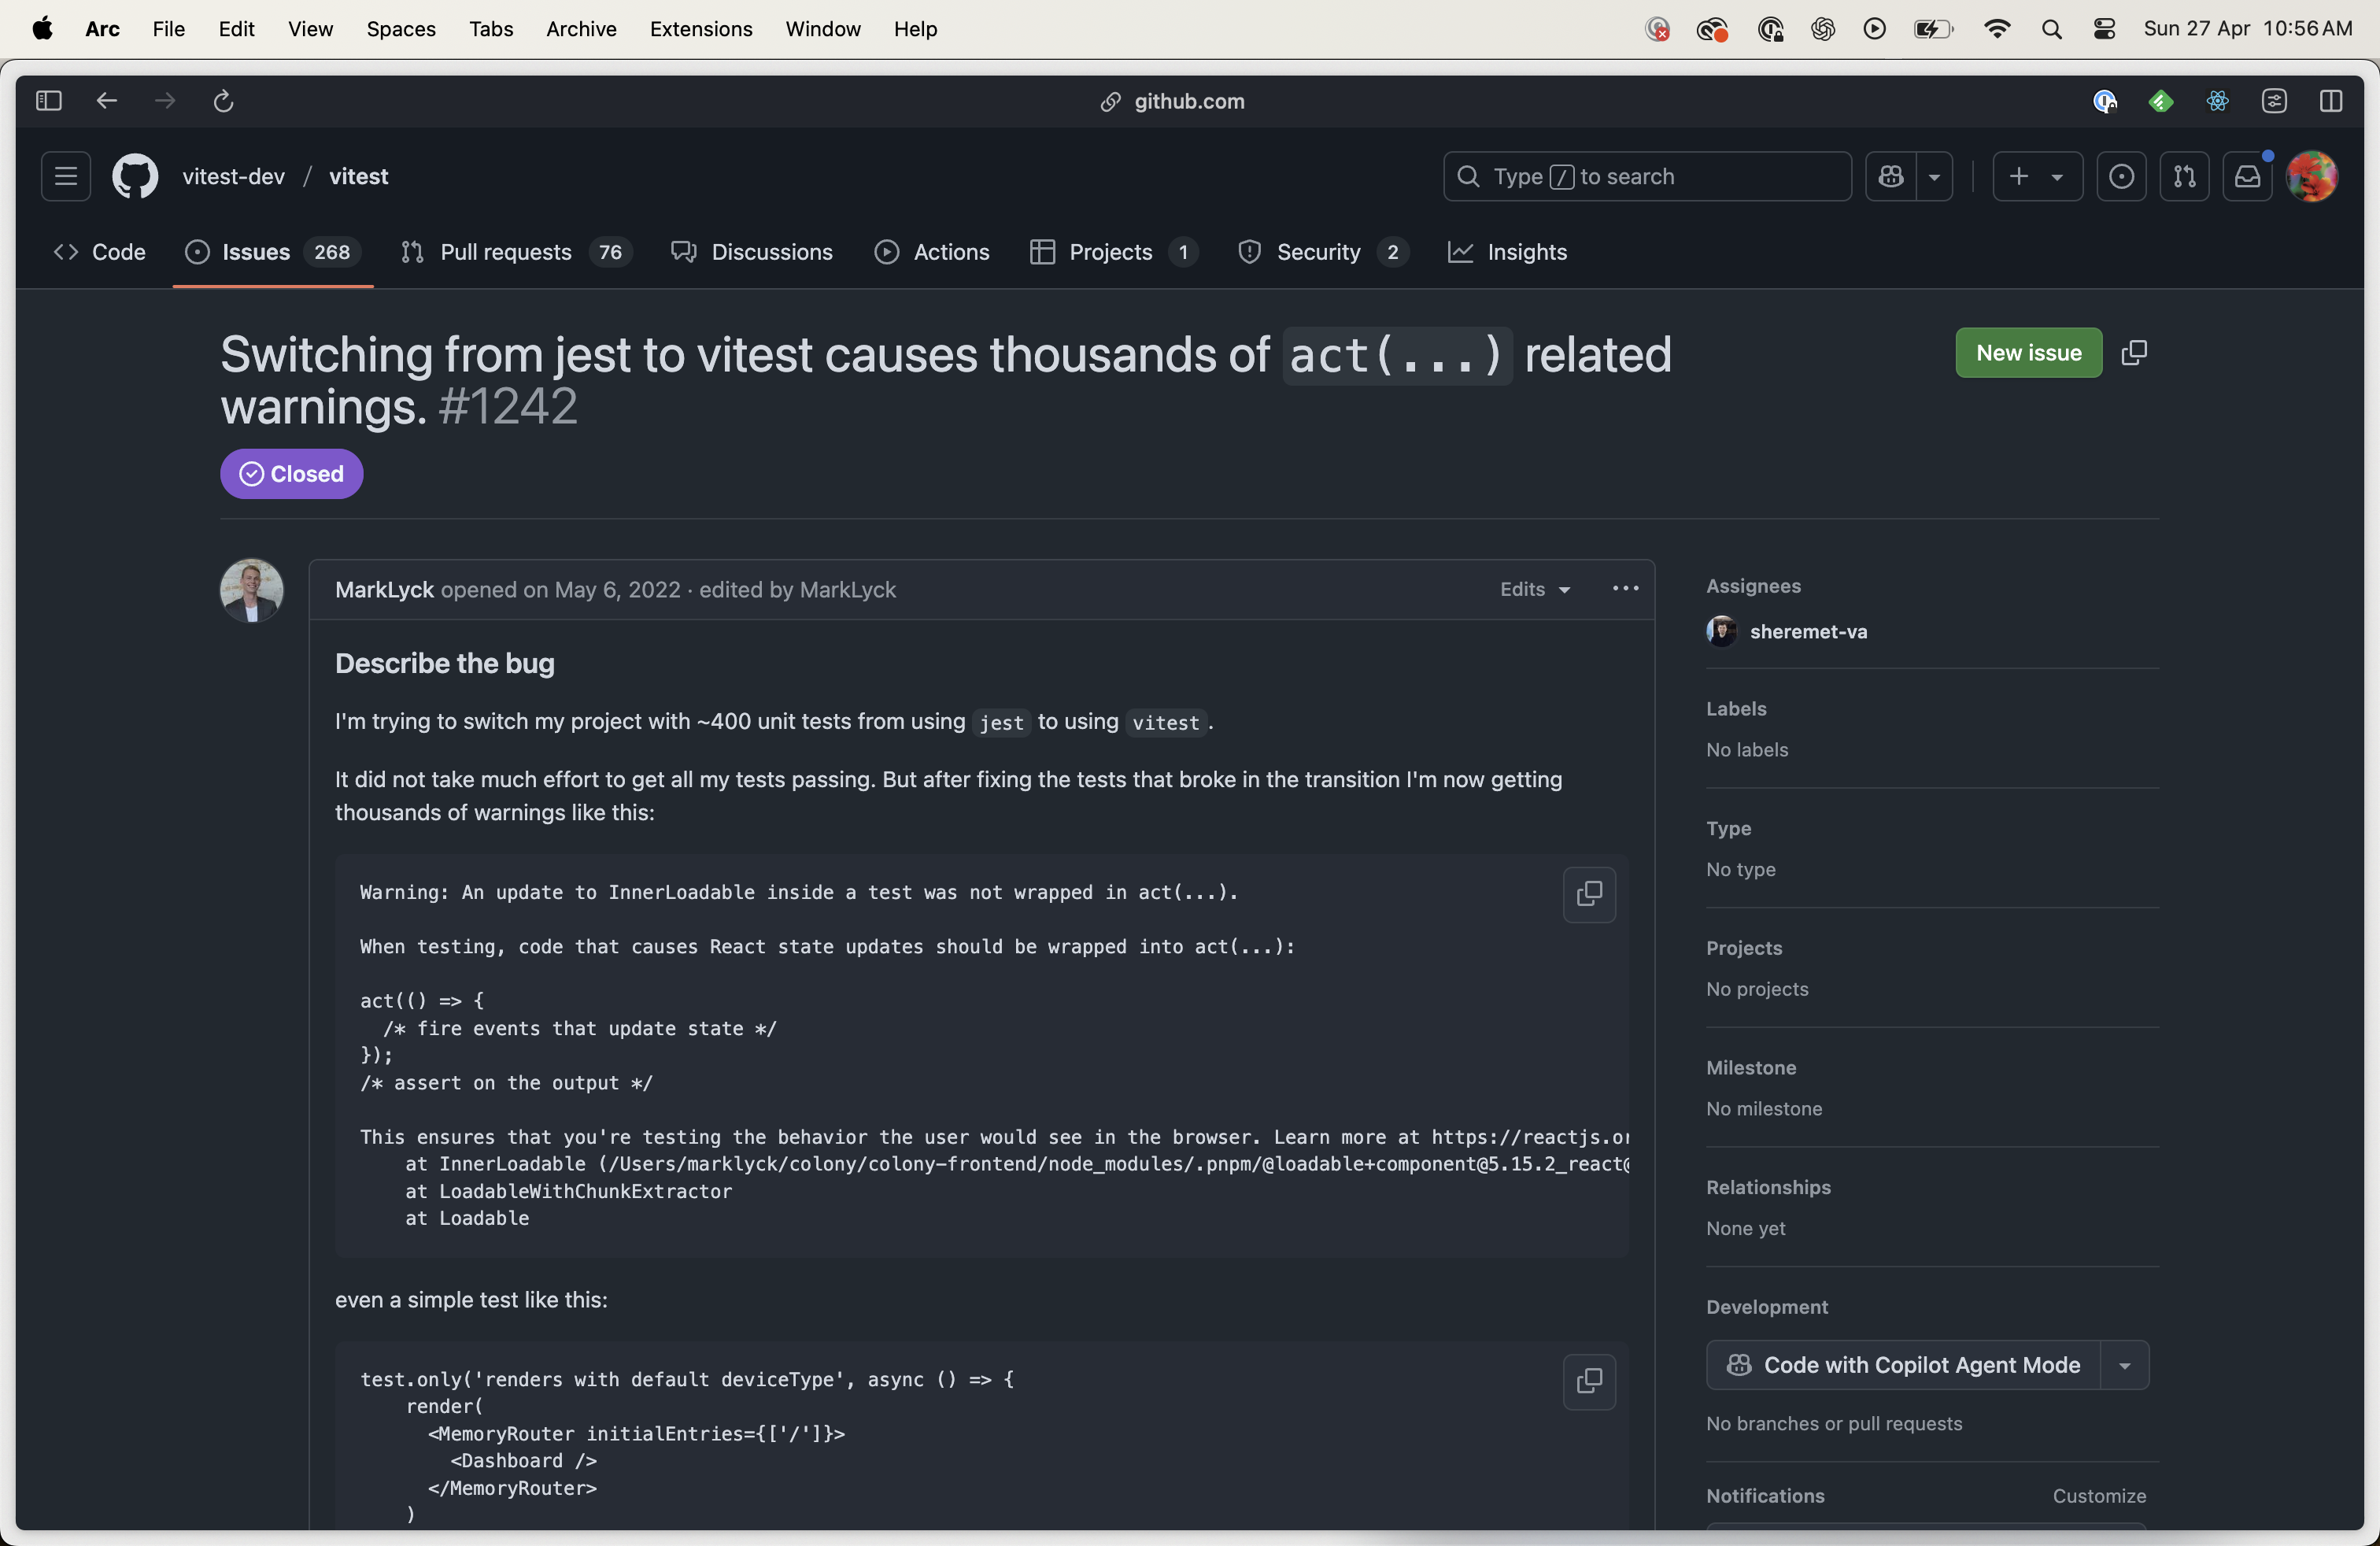 Arc File Edit View Spaces Tabs Archive Extensions Window Help Sun 27 Apr 10:56 AM
github.com
vitest-dev / vitest Type / to search
Code Issues 268 Pull requests 76 Discussions Actions Projects 1 Security 2 Insights
Switching from jest to vitest causes thousands of act(...) related
warnings. #1242
New issue
Closed
MarkLyck opened on May 6, 2022 · edited by MarkLyck Edits
Describe the bug
I'm trying to switch my project with ~400 unit tests from using jest to using vitest.
It did not take much effort to get all my tests passing. But after fixing the tests that broke in the transition I'm now getting
thousands of warnings like this:
Warning: An update to InnerLoadable inside a test was not wrapped in act(...).
When testing, code that causes React state updates should be wrapped into act(...):
act(() => {
/* fire events that update state */
});
/* assert on the output */
This ensures that you're testing the behavior the user would see in the browser. Learn more at https://reactjs.or
at InnerLoadable (/Users/marklyck/colony/colony-frontend/node_modules/.pnpm/@loadable+component@5.15.2_react@
at LoadableWithChunkExtractor
at Loadable
even a simple test like this:
test.only('renders with default deviceType', async () => {
render(
<MemoryRouter initialEntries={['/']}>
<Dashboard />
</MemoryRouter>
)
Assignees
sheremet-va
Labels
No labels
Type
No type
Projects
No projects
Milestone
No milestone
Relationships
None yet
Development
Code with Copilot Agent Mode
No branches or pull requests
Notifications Customize